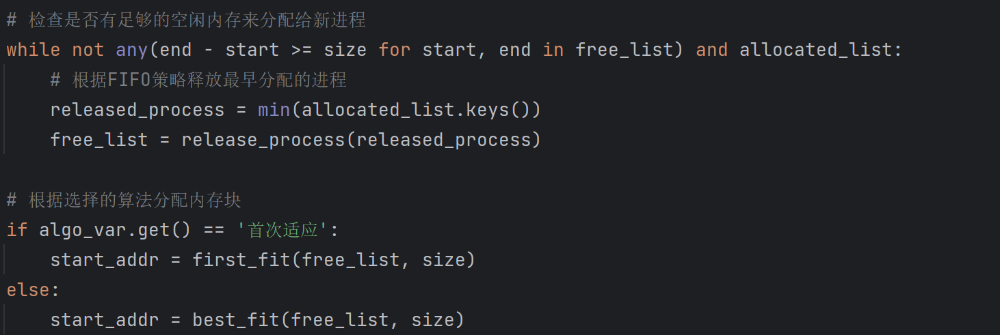 # 检查是否有足够的空闲内存来分配给新进程
while not any(end - start >= size for start, end in free_list) and allocated_list:
    # 根据FIFO策略释放最早分配的进程
    released_process = min(allocated_list.keys())
    free_list = release_process(released_process)

# 根据选择的算法分配内存块
if algo_var.get() == '首次适应':
    start_addr = first_fit(free_list, size)
else:
    start_addr = best_fit(free_list, size)